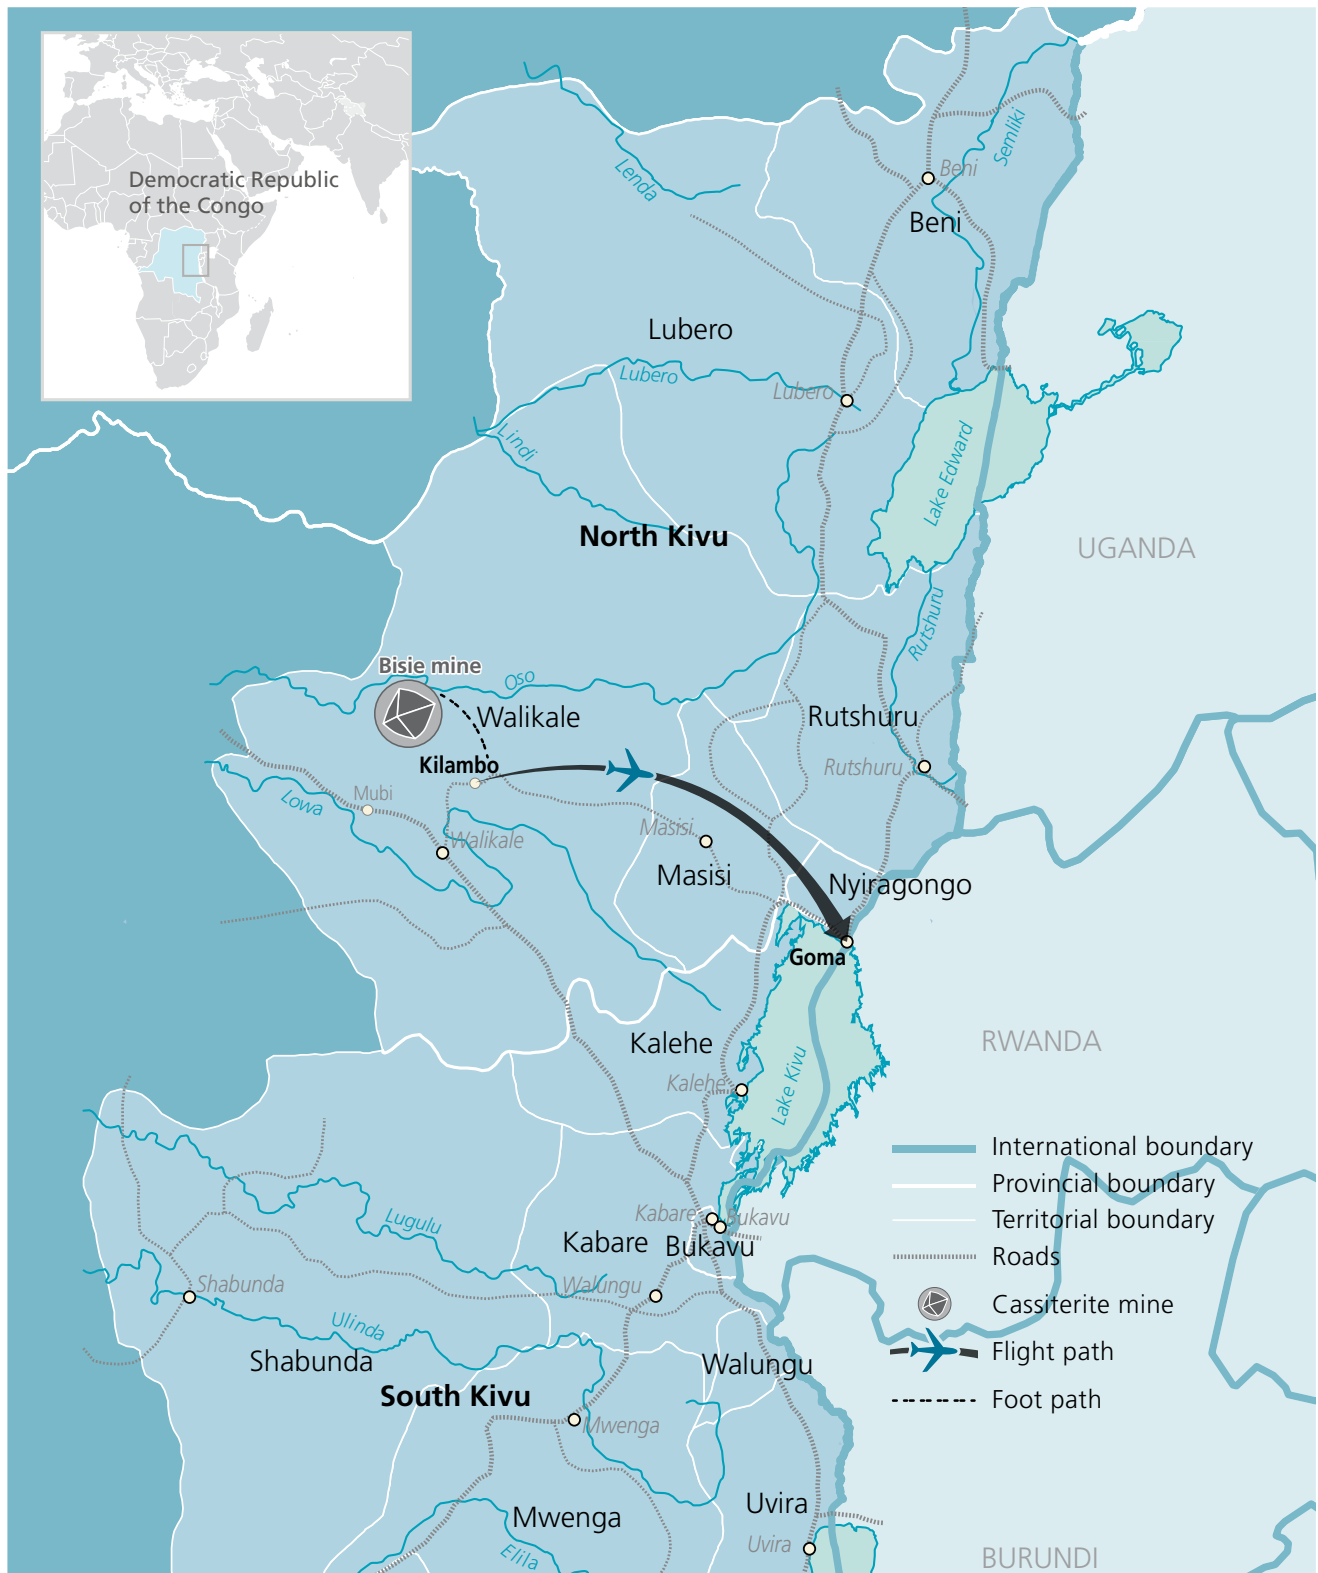 Democratic Republic
of the Congo
Semliki
Beni
Lenda
Beni
Lubero
Lubero
Lubero
Lindi
Lake Edward
North Kivu
UGANDA
Rutshuru
Bisie mine
Oso
Walikale
Rutshuru
Kilambo
Rutshuru
Mubi
Lowa
Masisi
Walikale
Masisi
Nyiragongo
Goma
Kalehe
RWANDA
Lake Kivu
Kalehe
International boundary
Provincial boundary
Kabare
Bukavu
Lugulu
Territorial boundary
Kabare
Bukavu
Roads
Shabunda
Walungu
Cassiterite mine
Ulinda
Shabunda
Walungu
Flight path
South Kivu
Foot path
Mwenga
Uvira
Mwenga
Uvira
Elila
BURUNDI